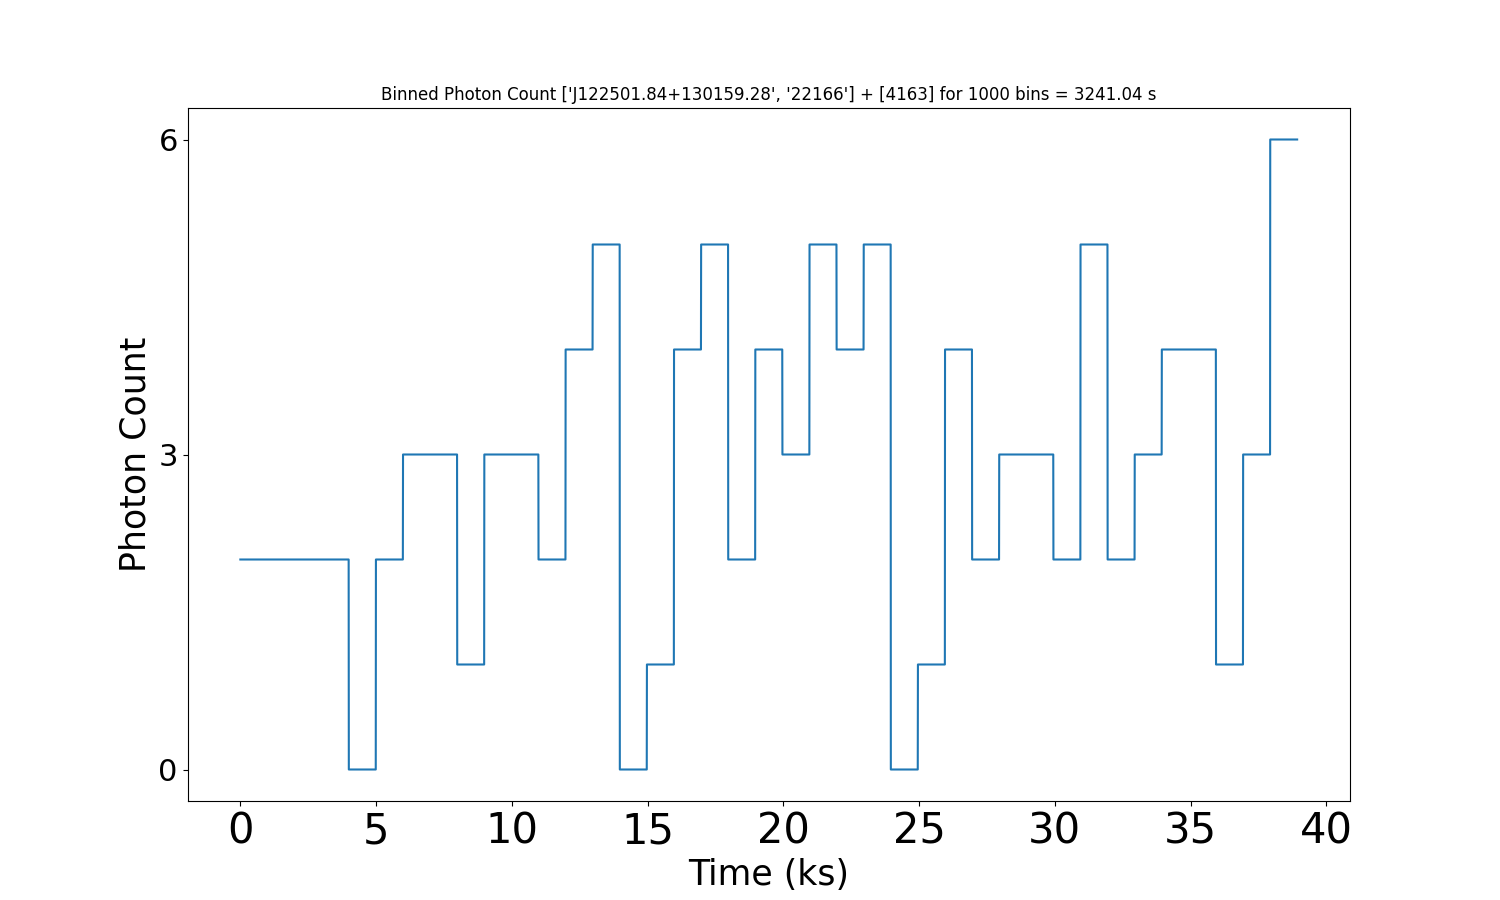 Binned Photon Count ['J122501.84+130159.28', '22166'] + [4163] for 1000 bins = 3241.04 s
6
3
0
Photon Count
0 5 10 15 20 25 30 35 40
Time (ks)